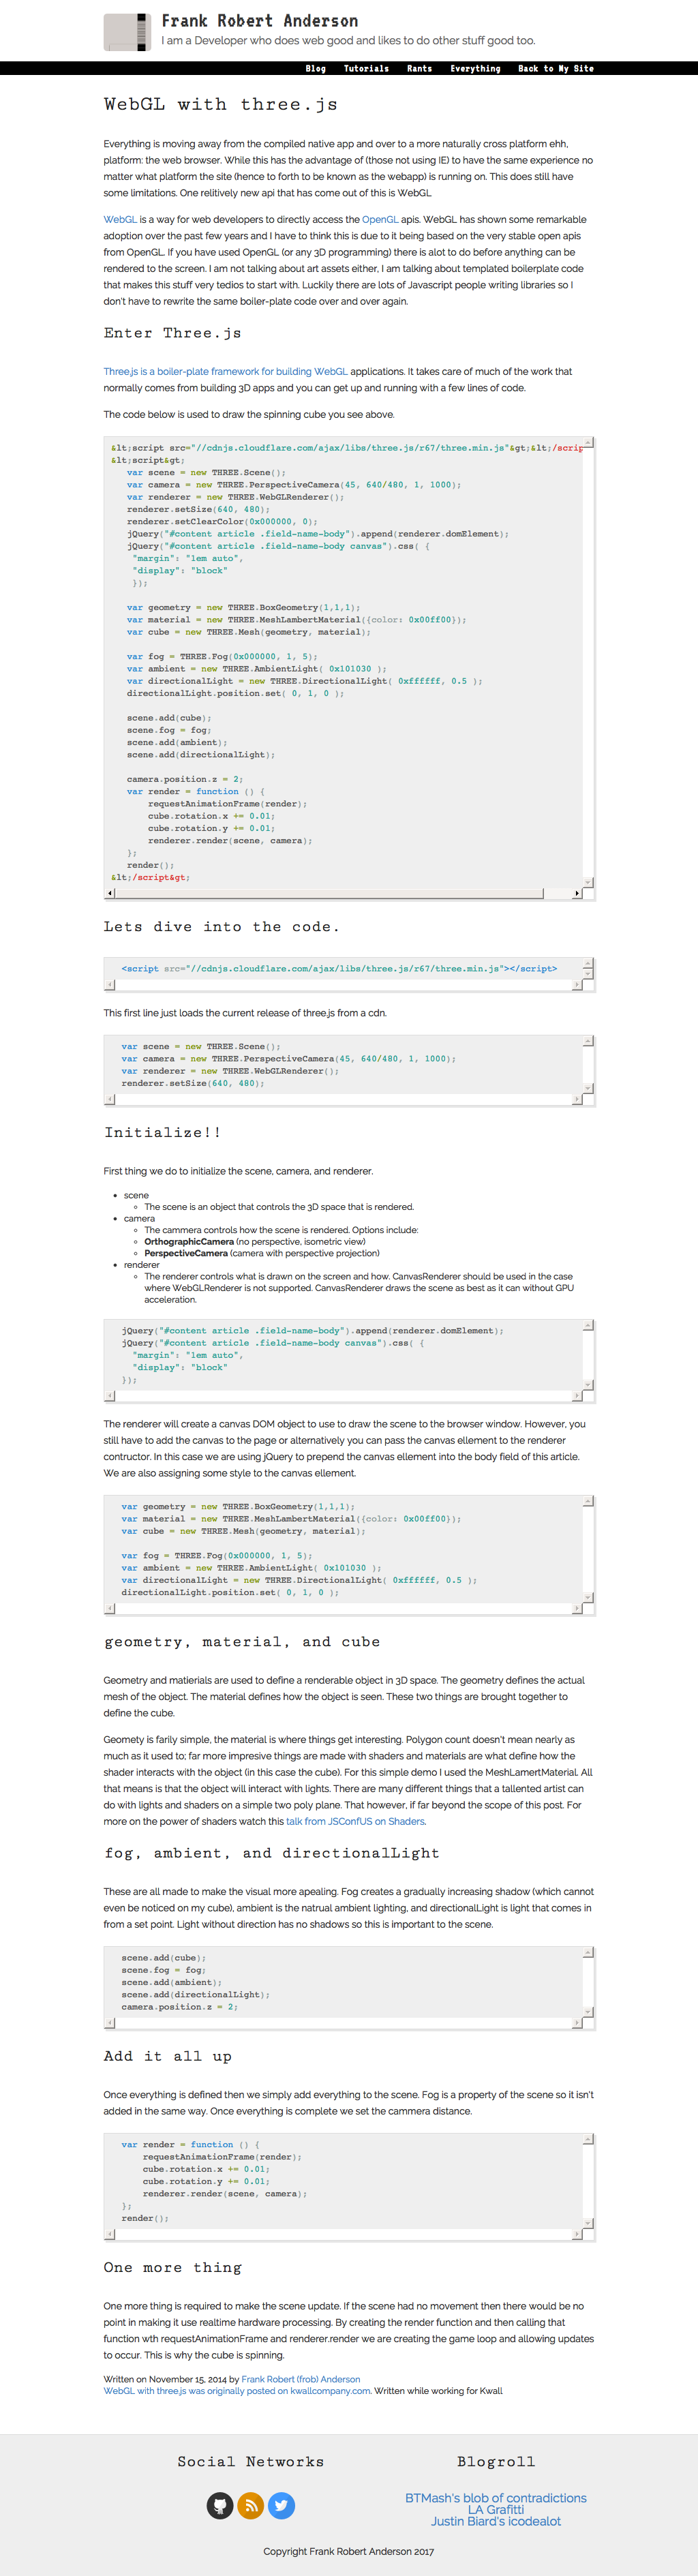 Frank Robert Anderson
I am a Developer who does web good and likes to do other stuff good too.
Blog Tutorials Rants Everything Back to My Site
WebGL with three.js
Everything is moving away from the compiled native app and over to a more naturally cross platform ehh,
platform: the web browser. While this has the advantage of (those not using IE) to have the same experience no
matter what platform the site (hence to forth to be known as the webapp) is running on. This does still have
some limitations. One relitively new api that has come out of this is WebGL
WebGL is a way for web developers to directly access the OpenGL apis. WebGL has shown some remarkable
adoption over the past few years and I have to think this is due to it being based on the very stable open apis
from OpenGL. If you have used OpenGL (or any 3D programming) there is alot to do before anything can be
rendered to the screen. I am not talking about art assets either, I am talking about templated boilerplate code
that makes this stuff very tedios to start with. Luckily there are lots of Javascript people writing libraries so I
don't have to rewrite the same boiler-plate code over and over again.
Enter Three.js
Three.js is a boiler-plate framework for building WebGL applications. It takes care of much of the work that
normally comes from building 3D apps and you can get up and running with a few lines of code.
The code below is used to draw the spinning cube you see above.
&lt;script src="//cdnjs.cloudflare.com/ajax/libs/three.js/r67/three.min.js"&gt;&lt;/scrip
&lt;script&gt;
var scene = new THREE.Scene();
var camera = new THREE.PerspectiveCamera(45, 640/480, 1, 1000);
var renderer = new THREE.WebGLRenderer();
renderer.setSize(640, 480);
renderer.setClearColor(0x000000, 0);
jQuery("#content article .field-name-body").append(renderer.domElement);
jQuery("#content article .field-name-body canvas").css( {
"margin": "1em auto",
"display": "block"
});
var geometry = new THREE.BoxGeometry(1,1,1);
var material = new THREE.MeshLambertMaterial({color: 0x00ff00});
var cube = new THREE.Mesh(geometry, material);
var fog = THREE.Fog(0x000000, 1, 5);
var ambient = new THREE.AmbientLight( 0x101030 );
var directionalLight = new THREE.DirectionalLight( 0xffffff, 0.5 );
directionalLight.position.set( 0, 1, 0 );
scene.add(cube);
scene.fog = fog;
scene.add(ambient);
scene.add(directionalLight);
camera.position.z = 2;
var render = function () {
requestAnimationFrame(render);
cube.rotation.x += 0.01;
cube.rotation.y += 0.01;
renderer.render(scene, camera);
};
render();
&lt;/script&gt;
Lets dive into the code.
<script src="//cdnjs.cloudflare.com/ajax/libs/three.js/r67/three.min.js"></script>
This first line just loads the current release of three.js from a cdn.
var scene = new THREE.Scene();
var camera = new THREE.PerspectiveCamera(45, 640/480, 1, 1000);
var renderer = new THREE.WebGLRenderer();
renderer.setSize(640, 480);
Initialize!!
First thing we do to initialize the scene, camera, and renderer.
• scene
◦ The scene is an object that controls the 3D space that is rendered.
• camera
◦ The cammera controls how the scene is rendered. Options include:
◦ OrthographicCamera (no perspective, isometric view)
◦ PerspectiveCamera (camera with perspective projection)
• renderer
◦ The renderer controls what is drawn on the screen and how. CanvasRenderer should be used in the case
where WebGLRenderer is not supported. CanvasRenderer draws the scene as best as it can without GPU
acceleration.
jQuery("#content article .field-name-body").append(renderer.domElement);
jQuery("#content article .field-name-body canvas").css( {
"margin": "1em auto",
"display": "block"
});
The renderer will create a canvas DOM object to use to draw the scene to the browser window. However, you
still have to add the canvas to the page or alternatively you can pass the canvas ellement to the renderer
contructor. In this case we are using jQuery to prepend the canvas ellement into the body field of this article.
We are also assigning some style to the canvas ellement.
var geometry = new THREE.BoxGeometry(1,1,1);
var material = new THREE.MeshLambertMaterial({color: 0x00ff00});
var cube = new THREE.Mesh(geometry, material);
var fog = THREE.Fog(0x000000, 1, 5);
var ambient = new THREE.AmbientLight( 0x101030 );
var directionalLight = new THREE.DirectionalLight( 0xffffff, 0.5 );
directionalLight.position.set( 0, 1, 0 );
geometry, material, and cube
Geometry and matierials are used to define a renderable object in 3D space. The geometry defines the actual
mesh of the object. The material defines how the object is seen. These two things are brought together to
define the cube.
Geomety is farily simple, the material is where things get interesting. Polygon count doesn't mean nearly as
much as it used to; far more impresive things are made with shaders and materials are what define how the
shader interacts with the object (in this case the cube). For this simple demo I used the MeshLamertMaterial. All
that means is that the object will interact with lights. There are many different things that a tallented artist can
do with lights and shaders on a simple two poly plane. That however, if far beyond the scope of this post. For
more on the power of shaders watch this talk from JSConfUS on Shaders.
fog, ambient, and directionalLight
These are all made to make the visual more apealing. Fog creates a gradually increasing shadow (which cannot
even be noticed on my cube), ambient is the natrual ambient lighting, and directionalLight is light that comes in
from a set point. Light without direction has no shadows so this is important to the scene.
scene.add(cube);
scene.fog = fog;
scene.add(ambient);
scene.add(directionalLight);
camera.position.z = 2;
Add it all up
Once everything is defined then we simply add everything to the scene. Fog is a property of the scene so it isn't
added in the same way. Once everything is complete we set the cammera distance.
var render = function () {
requestAnimationFrame(render);
cube.rotation.x += 0.01;
cube.rotation.y += 0.01;
renderer.render(scene, camera);
};
render();
One more thing
One more thing is required to make the scene update. If the scene had no movement then there would be no
point in making it use realtime hardware processing. By creating the render function and then calling that
function wth requestAnimationFrame and renderer.render we are creating the game loop and allowing updates
to occur. This is why the cube is spinning.
Written on November 15, 2014 by Frank Robert (frob) Anderson
WebGL with three.js was originally posted on kwallcompany.com. Written while working for Kwall
Social Networks
Blogroll
BTMash's blob of contradictions
LA Grafitti
Justin Biard's icodealot
Copyright Frank Robert Anderson 2017